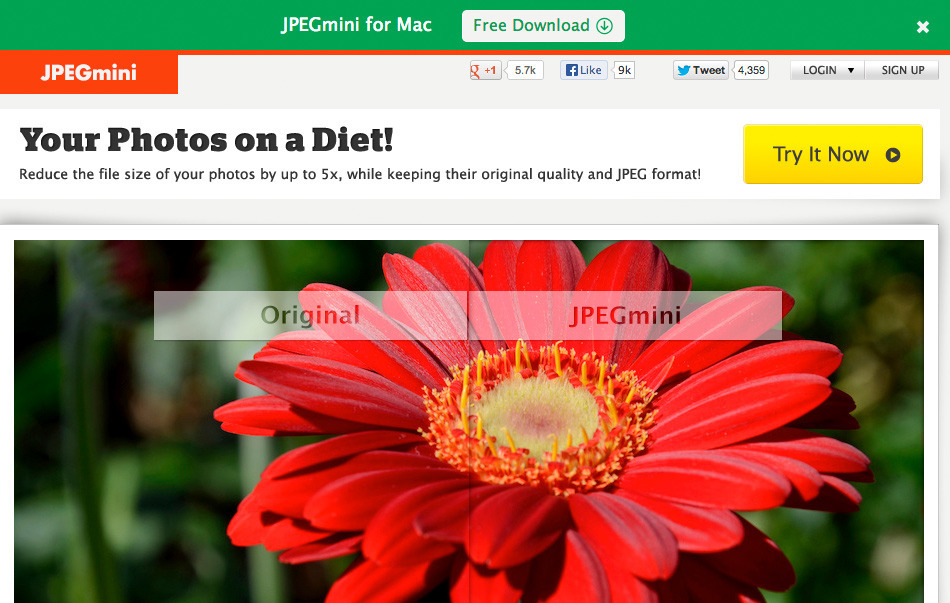 JPEGmini for Mac Free Download
JPEGmini
+1 5.7k Like 9k Tweet 4,359 LOGIN SIGN UP
Your Photos on a Diet!
Reduce the file size of your photos by up to 5x, while keeping their original quality and JPEG format!
Try It Now
Original JPEGmini